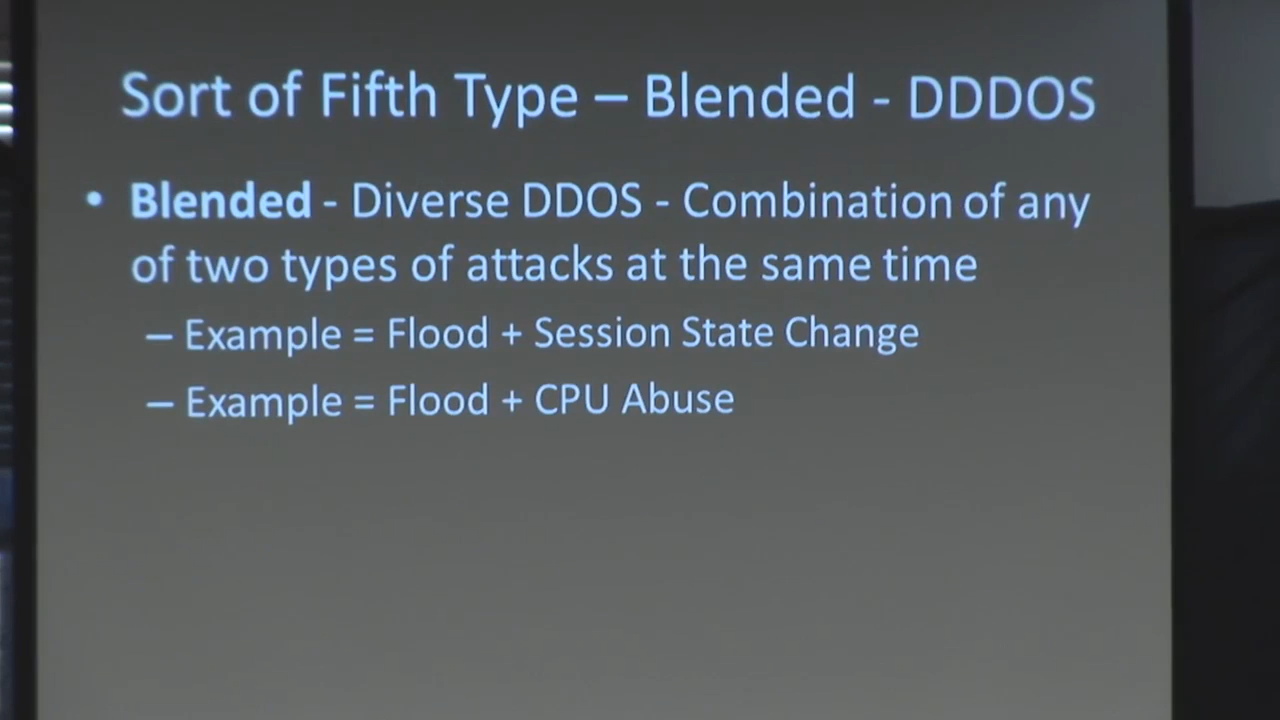 Sort of Fifth Type – Blended - DDDOS
• Blended - Diverse DDOS - Combination of any
of two types of attacks at the same time
– Example = Flood + Session State Change
– Example = Flood + CPU Abuse